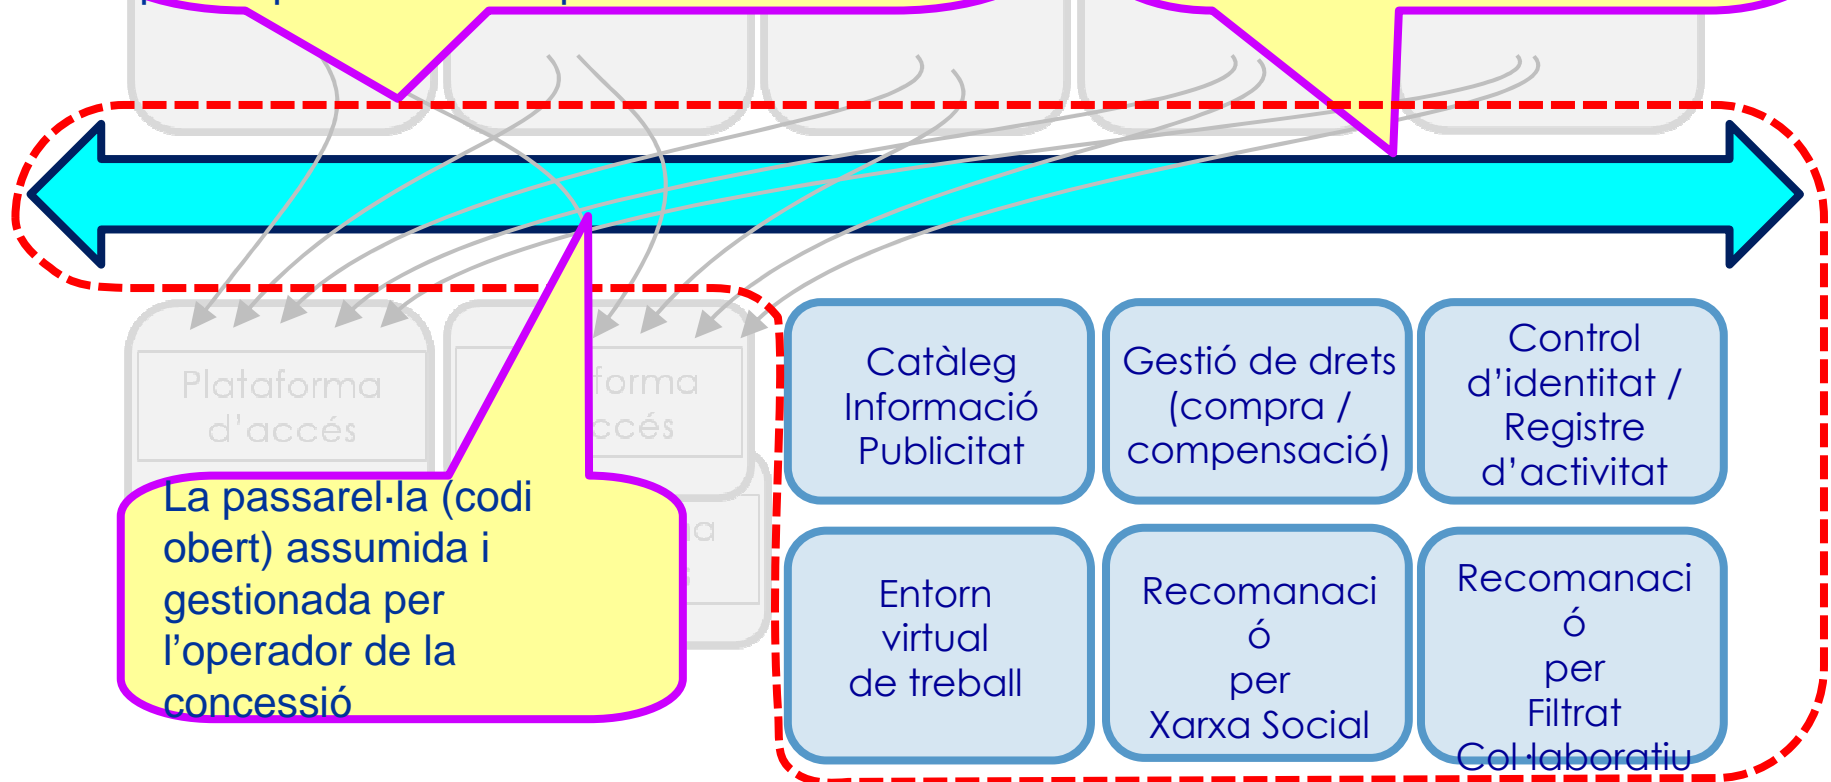 Plataforma
d’accés
forma
ccés
La passarel·la (codi
obert) assumida i
gestionada per
l’operador de la
concessió
Catàleg
Informació
Publicitat
Gestió de drets
(compra /
compensació)
Control
d’identitat /
Registre
d’activitat
Entorn
virtual
de treball
Recomanaci
ó
per
Xarxa Social
Recomanaci
ó
per
Filtrat
Col·laboratiu